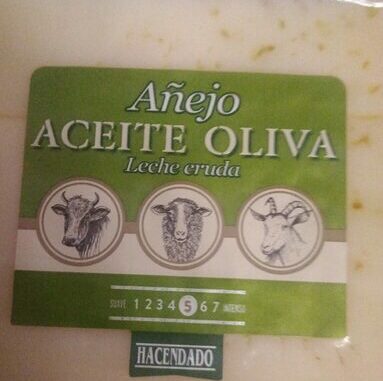 Añejo
ACEITE OLIVA
Leche cruda
SUAVE 1 2 3 4 5 6 7 INTENSO
HACENDADO